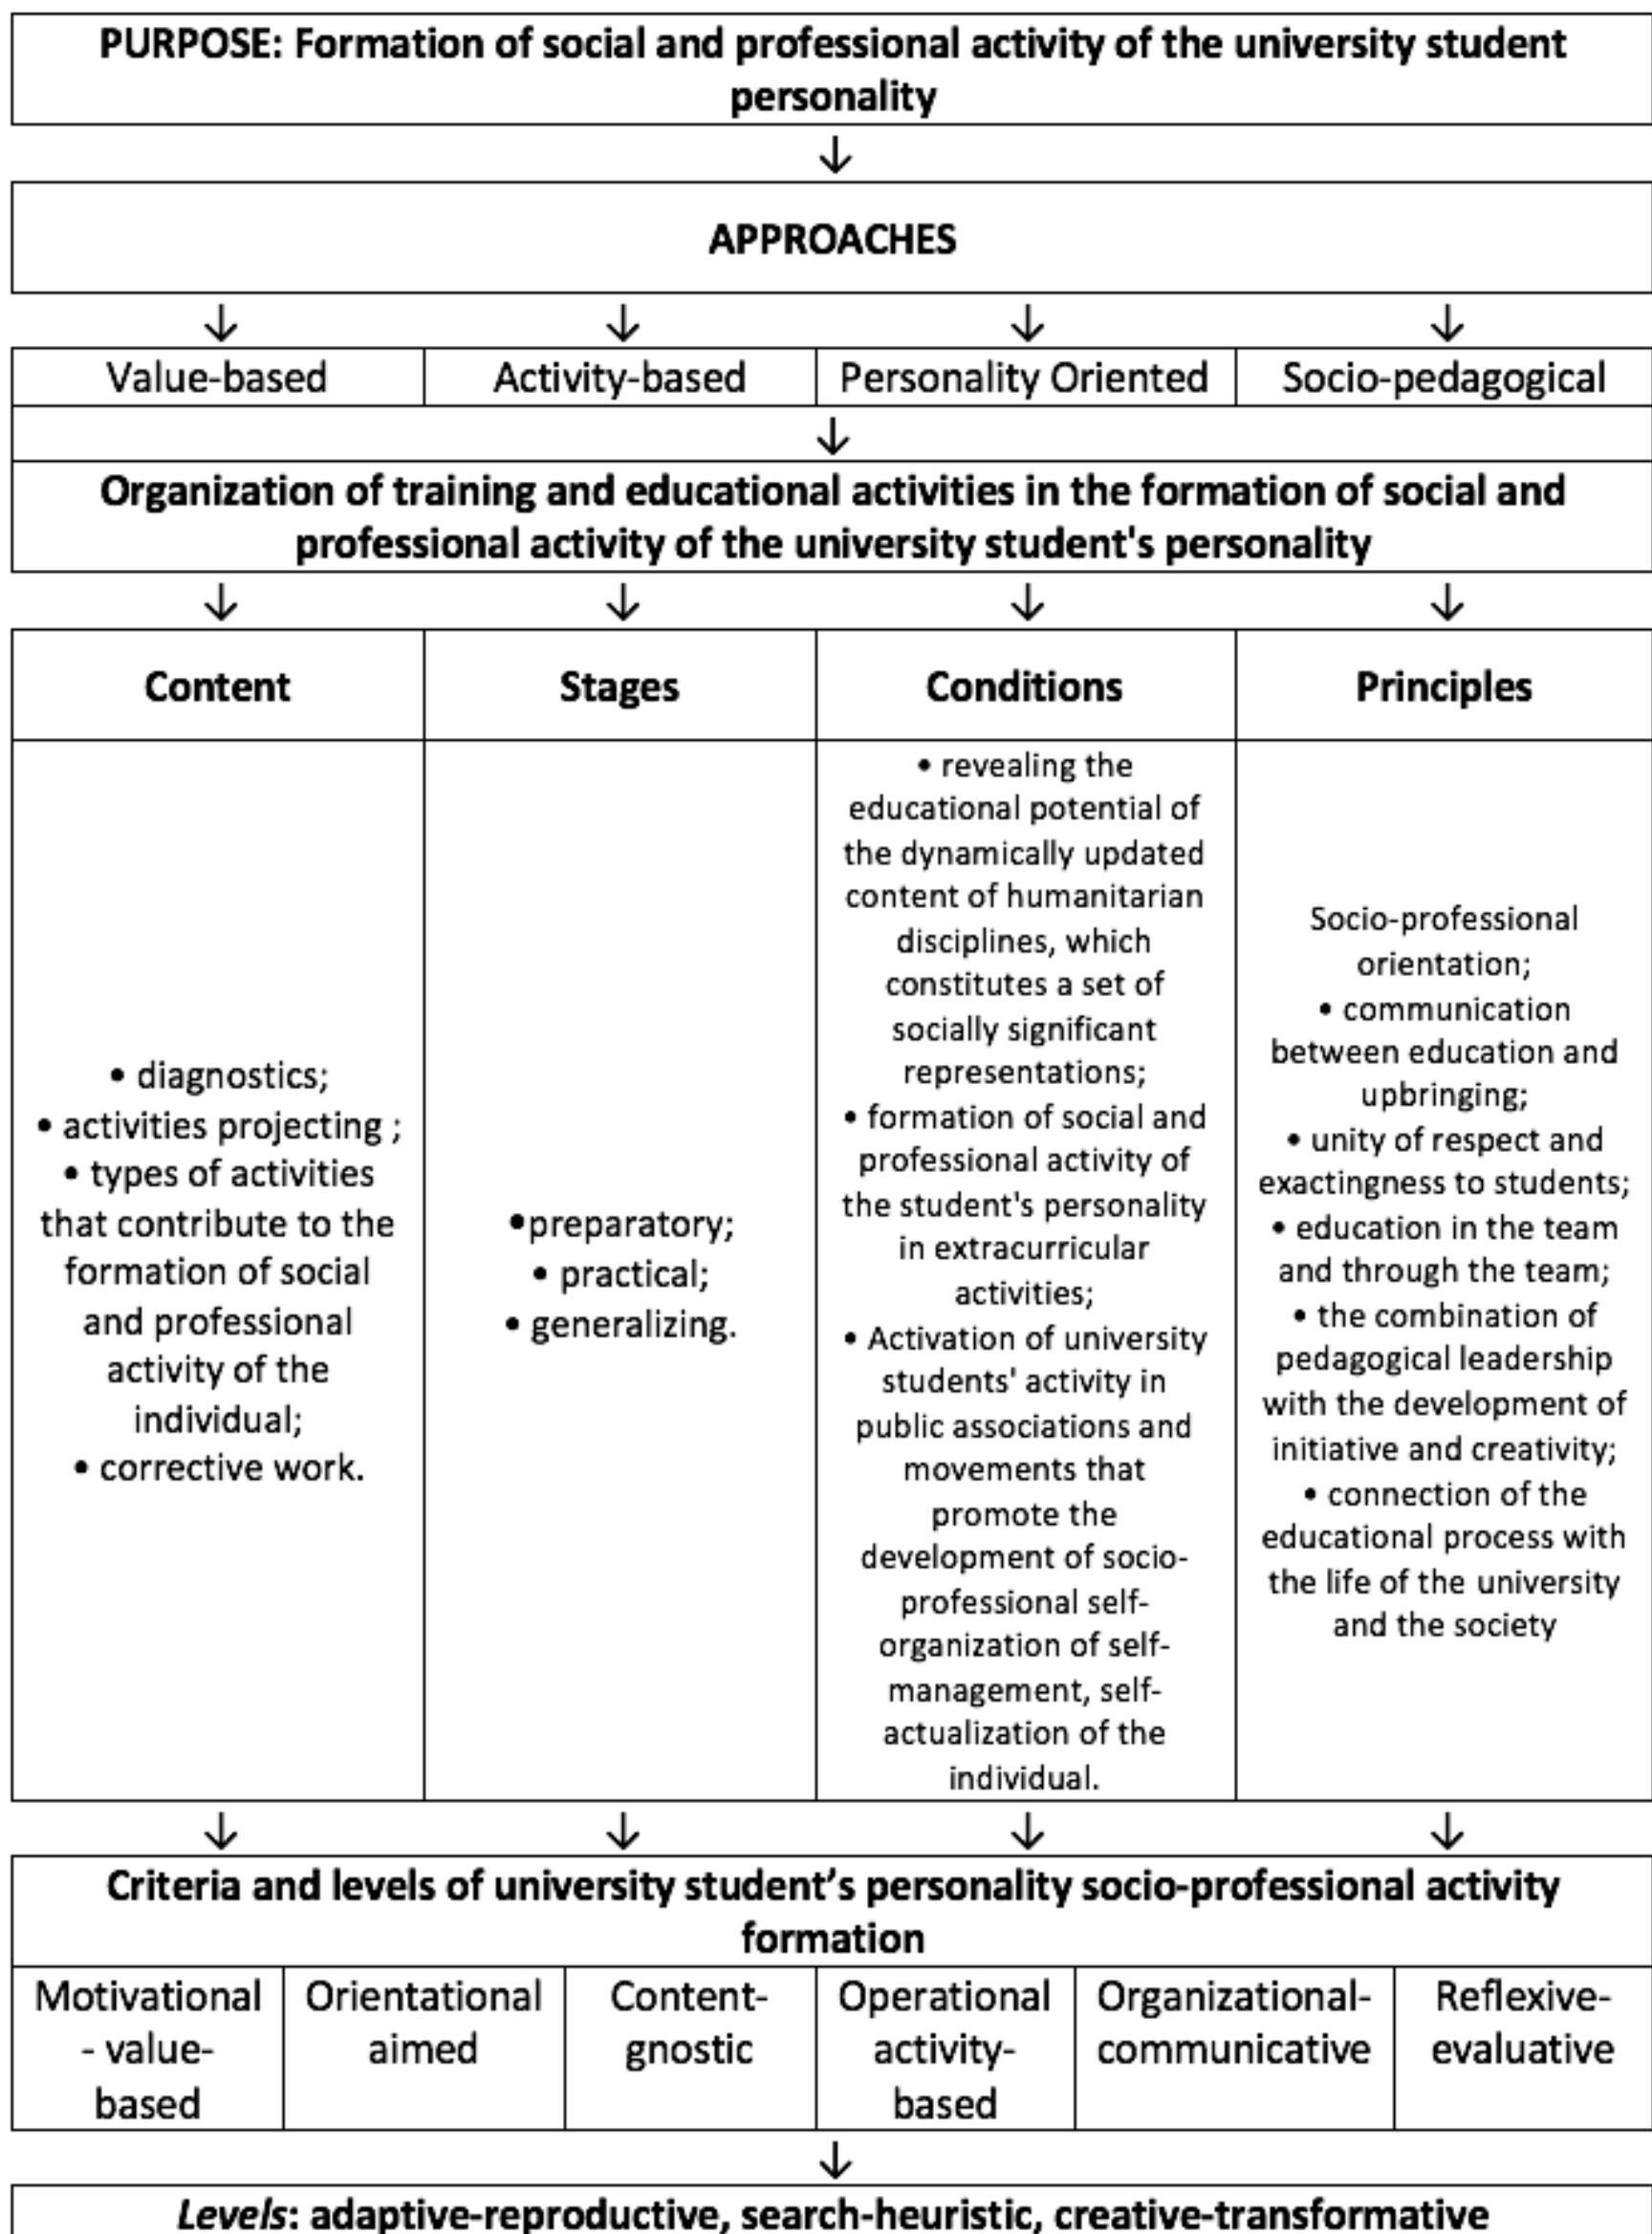 PURPOSE: Formation of social and professional activity of the university student
personality
↓
APPROACHES
↓ ↓ ↓ ↓
Value-based Activity-based Personality Oriented Socio-pedagogical
↓
Organization of training and educational activities in the formation of social and
professional activity of the university student's personality
↓ ↓ ↓ ↓
Content Stages Conditions Principles
• diagnostics;
• activities projecting ;
• types of activities
that contribute to the
formation of social
and professional
activity of the
individual;
• corrective work.
•preparatory;
• practical;
• generalizing.
• revealing the
educational potential of
the dynamically updated
content of humanitarian
disciplines, which
constitutes a set of
socially significant
representations;
• formation of social and
professional activity of
the student's personality
in extracurricular
activities;
• Activation of university
students' activity in
public associations and
movements that
promote the
development of socio-
professional self-
organization of self-
management, self-
actualization of the
individual.
Socio-professional
orientation;
• communication
between education and
upbringing;
• unity of respect and
exactingness to students;
• education in the team
and through the team;
• the combination of
pedagogical leadership
with the development of
initiative and creativity;
• connection of the
educational process with
the life of the university
and the society
↓ ↓ ↓ ↓
Criteria and levels of university student’s personality socio-professional activity
formation
Motivational
- value-
based
Orientational
aimed
Content-
gnostic
Operational
activity-
based
Organizational-
communicative
Reflexive-
evaluative
↓
Levels: adaptive-reproductive, search-heuristic, creative-transformative